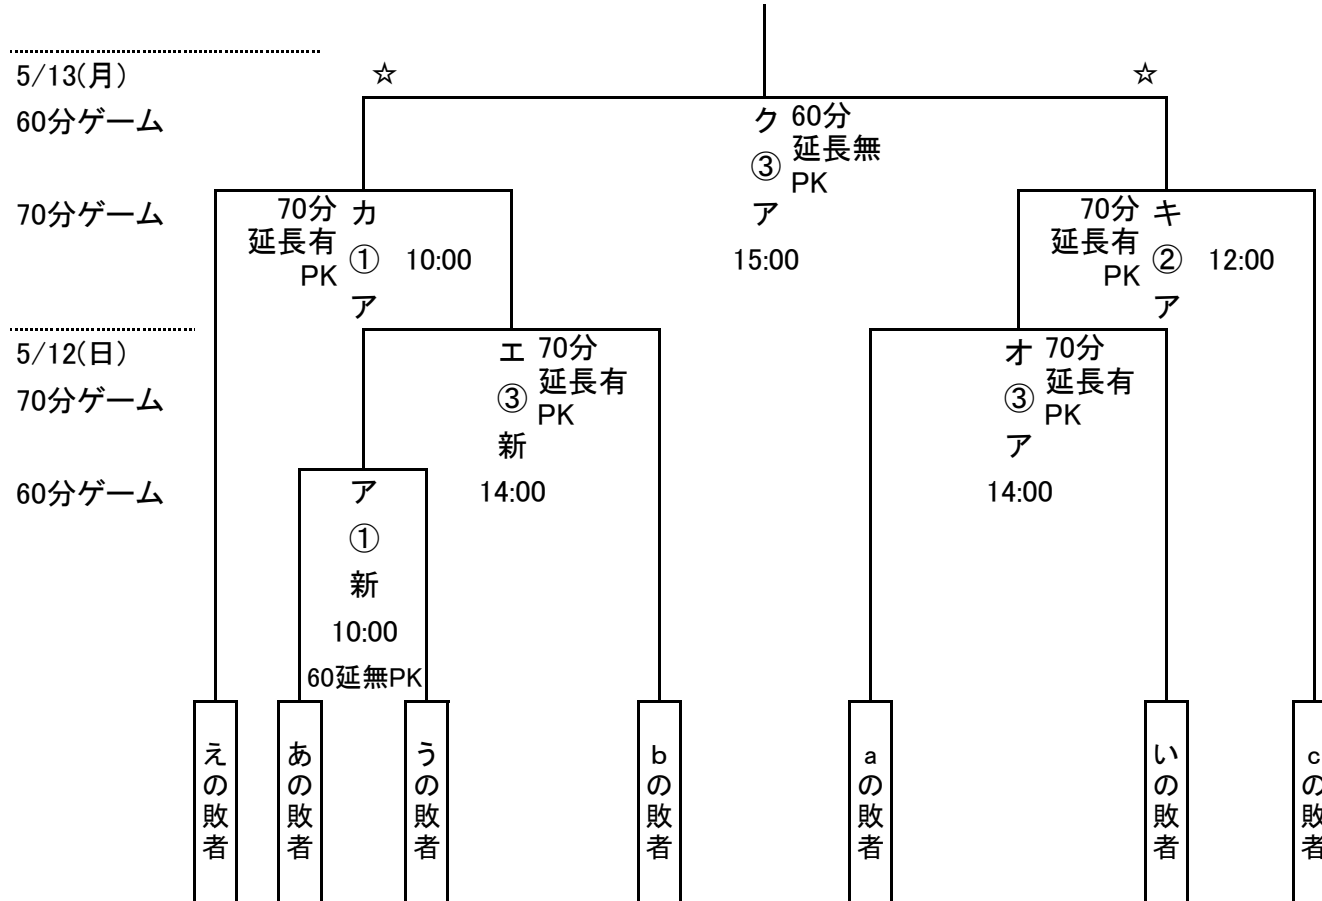 5/13(月)
☆
☆
60分ゲーム
ク
③
ア
60分
延長無
PK
15:00
70分ゲーム
70分
延長有
PK
カ
①
ア
10:00
70分
延長有
PK
キ
②
ア
12:00
5/12(日)
70分ゲーム
エ
③
新
70分
延長有
PK
14:00
オ
③
ア
70分
延長有
PK
14:00
60分ゲーム
ア
①
新
10:00
60延無PK
えの敗者
あの敗者
うの敗者
bの敗者
aの敗者
いの敗者
cの敗者